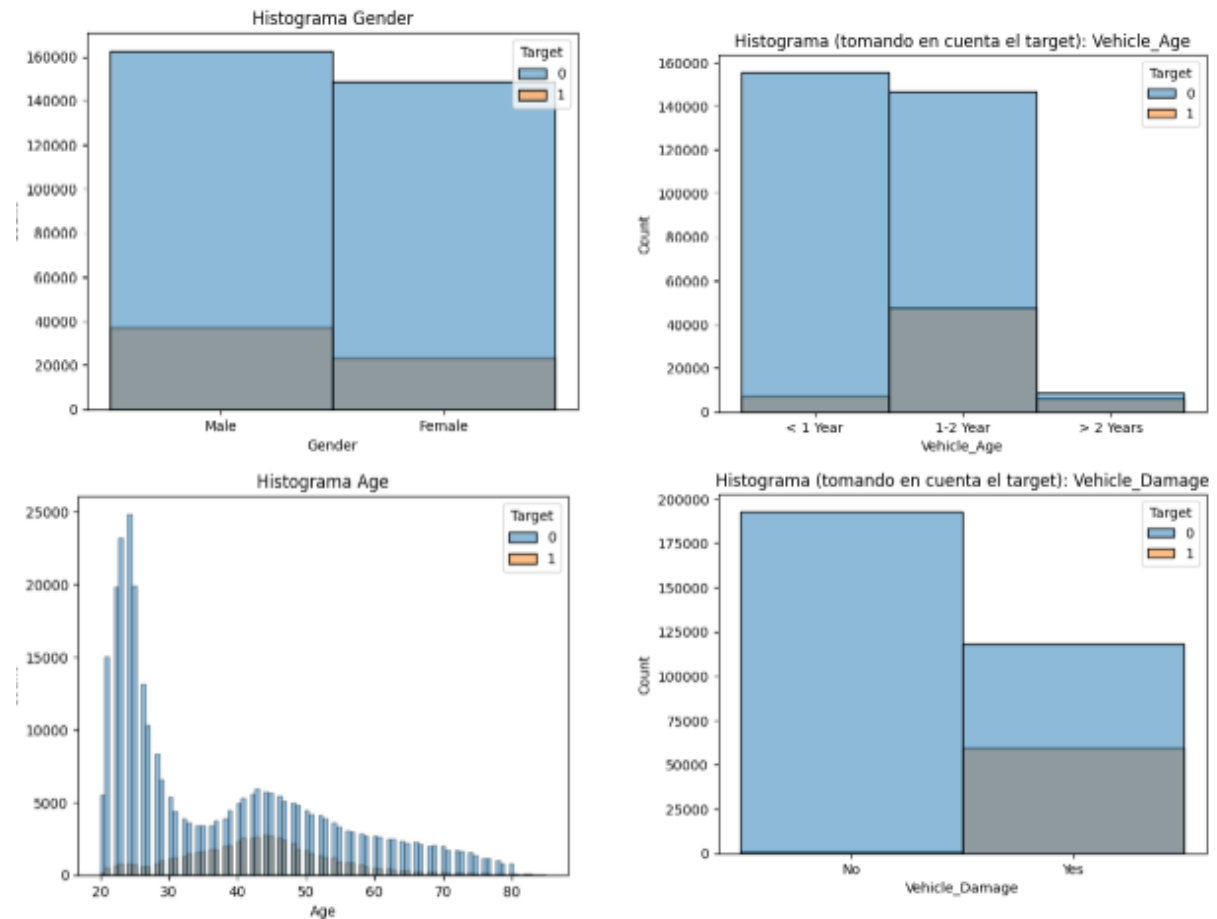 Histograma Gender
160000
140000
120000
100000
80000
60000
40000
20000
0
Target
0
1
Male Female
Gender
Histograma (tomando en cuenta el target): Vehicle_Age
160000
140000
120000
100000
80000
60000
40000
20000
0
Count
Target
0
1
< 1 Year 1-2 Year > 2 Years
Vehicle_Age
Histograma Age
25000
20000
15000
10000
5000
0
Target
0
1
20 30 40 50 60 70 80
Age
Histograma (tomando en cuenta el target): Vehicle_Damage
200000
175000
150000
125000
100000
75000
50000
25000
0
Count
Target
0
1
No Yes
Vehicle_Damage